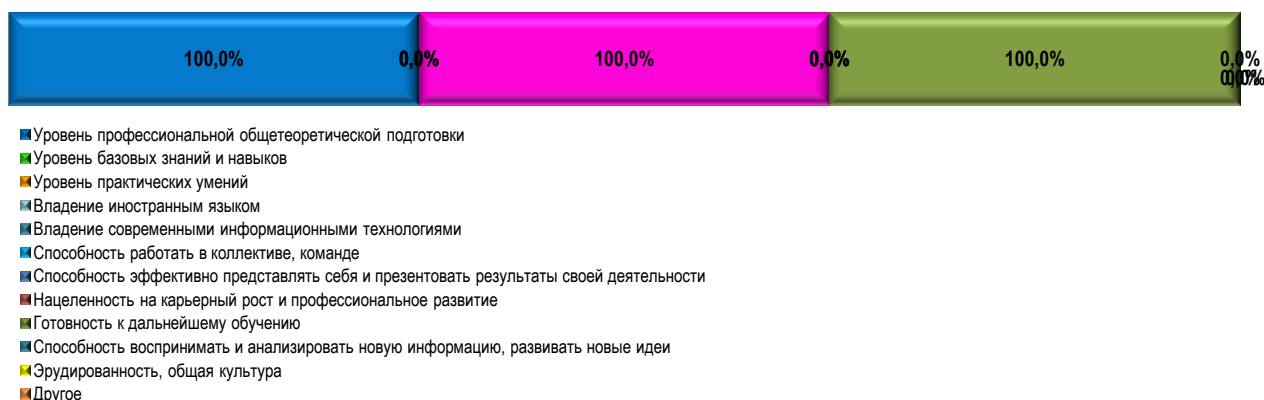 100,0% 0,0% 100,0% 0,0% 100,0% 0,0%
0,0%
Уровень профессиональной общетеоретической подготовки
Уровень базовых знаний и навыков
Уровень практических умений
Владение иностранным языком
Владение современными информационными технологиями
Способность работать в коллективе, команде
Способность эффективно представлять себя и презентовать результаты своей деятельности
Нацеленность на карьерный рост и профессиональное развитие
Готовность к дальнейшему обучению
Способность воспринимать и анализировать новую информацию, развивать новые идеи
Эрудированность, общая культура
Другое